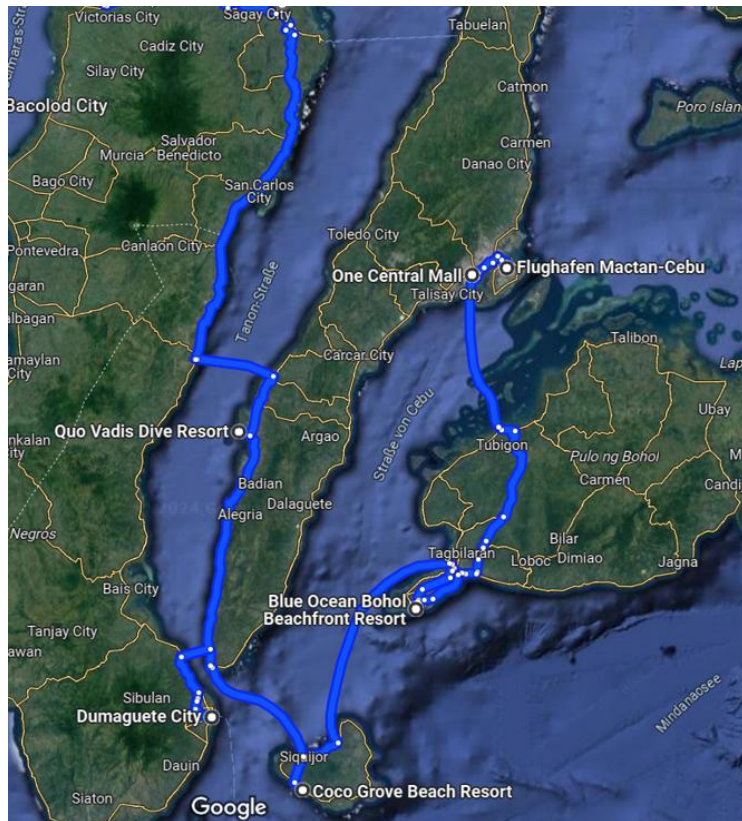 Victorias City
Sagay City
Tabuelan
Cadiz City
Silay City
Catmon
Bacolod City
Poro Island
Salvador
Benedicto
Murcia
Carmen
Danao City
Bago City
San Carlos
City
Toledo City
Pontevedra
Canlaon City
One Central Mall
Flughafen Mactan-Cebu
Talisay City
Tanon-Straße
Talibon
Carcar City
City
Ubay
Quo Vadis Dive Resort
Argao
Straße von Cebu
Tubigon
Pulo ng Bohol
Carmen
Badian
Dalaguete
Alegria
Negros
Bilar
Tagbilaran
Loboc
Dimiao
Jagna
Bais City
Blue Ocean Bohol
Beachfront Resort
Tanjay City
Sibulan
Dumaguete City
Mindanaosee
Siquijor
Dauin
Coco Grove Beach Resort
Siaton
Google